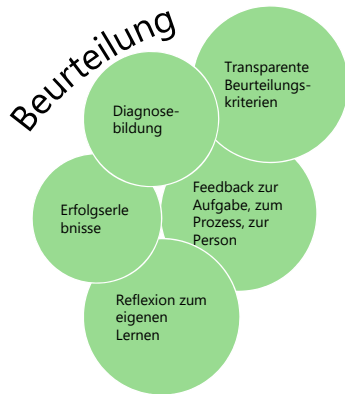 Beurteilung
Transparente
Beurteilungs-
kriterien
Diagnose-
bildung
Feedback zur
Aufgabe, zum
Prozess, zur
Person
Erfolgserle
bnisse
Reflexion zum
eigenen
Lernen